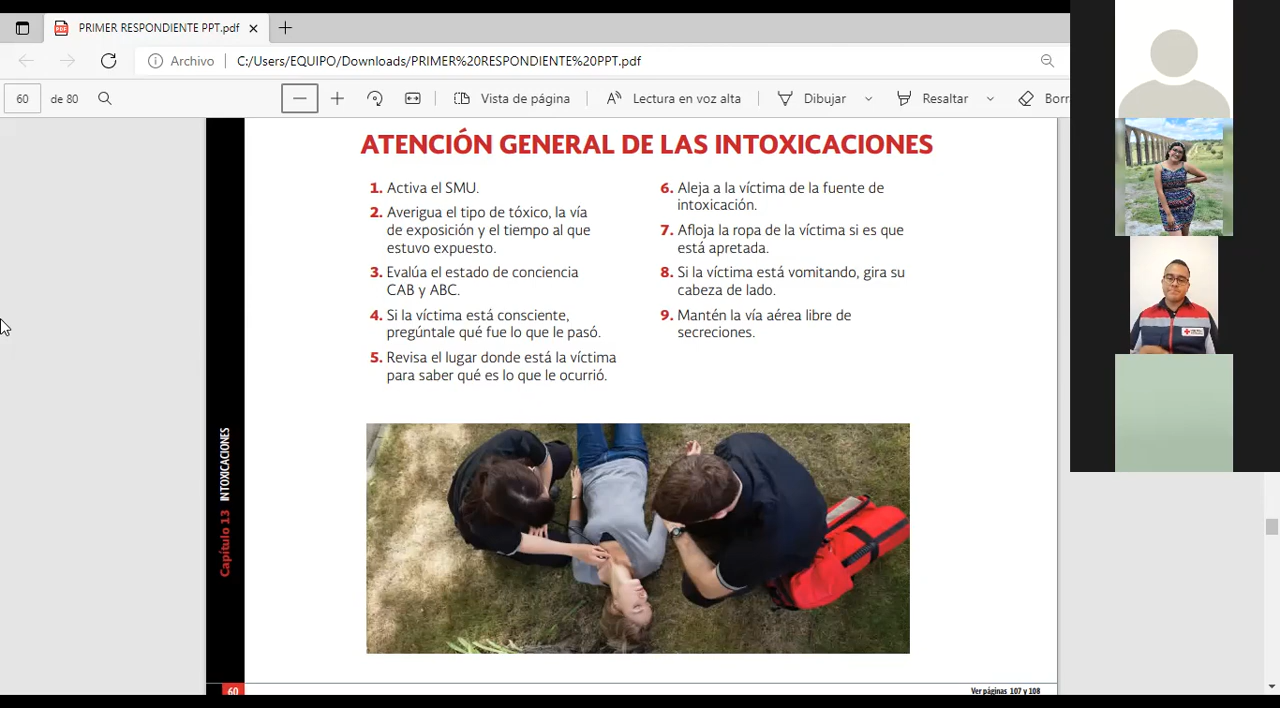 PRIMER RESPONDIENTE PPT.pdf
Archivo
C:/Users/EQUIPO/Downloads/PRIMER%20RESPONDIENTE%20PPT.pdf
60
de 80
Vista de página
Lectura en voz alta
Dibujar
Resaltar
Borr
ATENCIÓN GENERAL DE LAS INTOXICACIONES
1. Activa el SMU.
2. Averigua el tipo de tóxico, la vía
de exposición y el tiempo al que
estuvo expuesto.
3. Evalúa el estado de conciencia
CAB y ABC.
4. Si la víctima está consciente,
pregúntale qué fue lo que le pasó.
5. Revisa el lugar donde está la víctima
para saber qué es lo que le ocurrió.
6. Aleja a la víctima de la fuente de
intoxicación.
7. Afloja la ropa de la víctima si es que
está apretada.
8. Si la víctima está vomitando, gira su
cabeza de lado.
9. Mantén la vía aérea libre de
secreciones.
Capítulo 13 INTOXICACIONES
60
Ver páginas 107 y 108